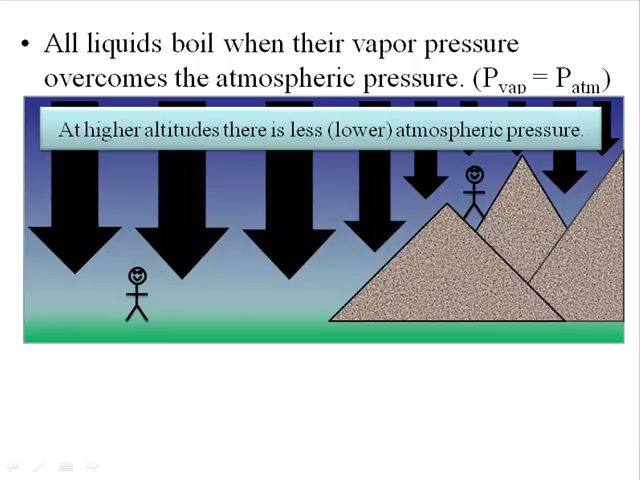 • All liquids boil when their vapor pressure
overcomes the atmospheric pressure. (Pvap = Patm)
At higher altitudes there is less (lower) atmospheric pressure.